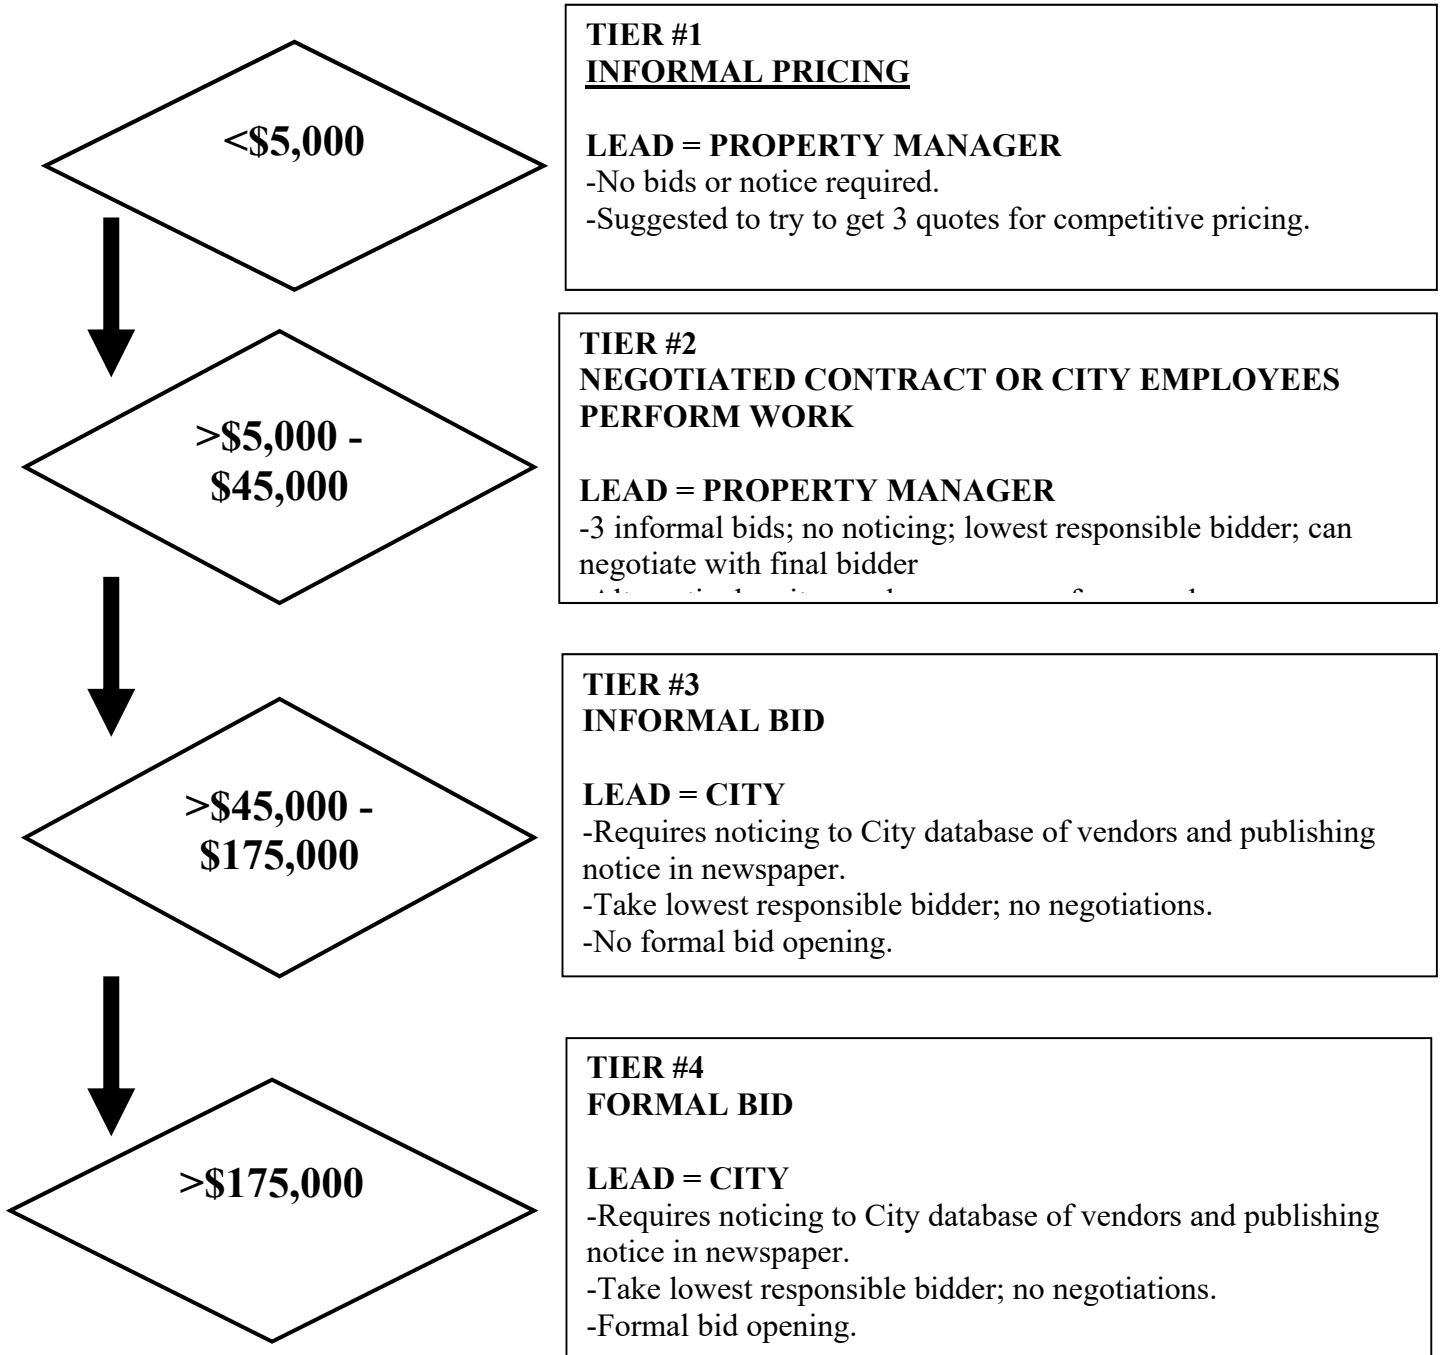 <$5,000
TIER #1
INFORMAL PRICING
LEAD = PROPERTY MANAGER
-No bids or notice required.
-Suggested to try to get 3 quotes for competitive pricing.
>$5,000 -
$45,000
TIER #2
NEGOTIATED CONTRACT OR CITY EMPLOYEES
PERFORM WORK
LEAD = PROPERTY MANAGER
-3 informal bids; no noticing; lowest responsible bidder; can
negotiate with final bidder
>$45,000 -
$175,000
TIER #3
INFORMAL BID
LEAD = CITY
-Requires noticing to City database of vendors and publishing
notice in newspaper.
-Take lowest responsible bidder; no negotiations.
-No formal bid opening.
>$175,000
TIER #4
FORMAL BID
LEAD = CITY
-Requires noticing to City database of vendors and publishing
notice in newspaper.
-Take lowest responsible bidder; no negotiations.
-Formal bid opening.